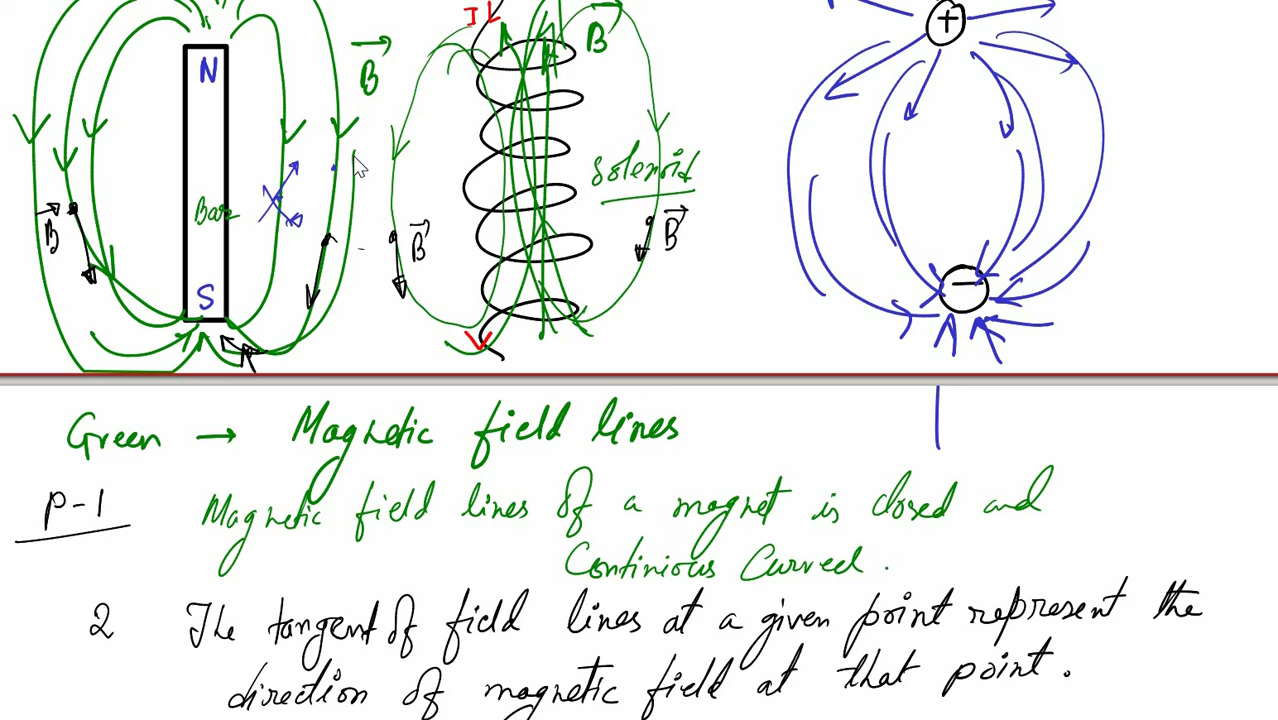 I
B
B
N
B
Bar
S
B
Solenoid
B
+
−
Green → Magnetic field lines
P-1 Magnetic field lines of a magnet is closed and
Continious Curved.
2 The tangent of field lines at a given point represent the
direction of magnetic field at that point.